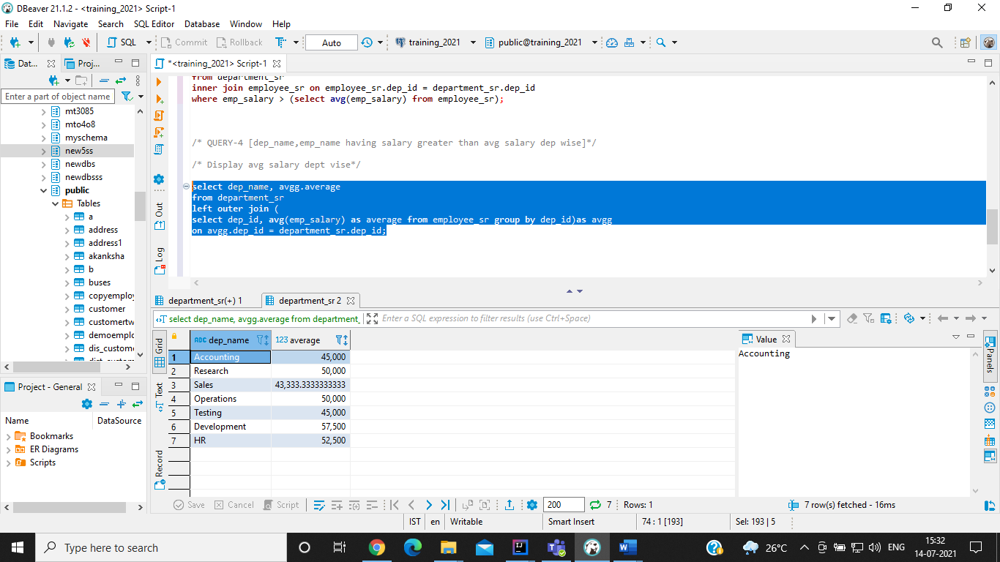 DBeaver 21.1.2 - <training_2021> Script-1
File Edit Navigate Search SQL Editor Database Window Help
SQL Commit Rollback Auto training_2021 public@training_2021
Dat... Proj...
*<training_2021> Script-1
Enter a part of object name
mt3085
mto4o8
myschema
new5ss
newdbs
newdbsss
public
Tables
a
address
address1
akanksha
b
buses
copyemplo
customer
customertw
demoemplo
dis_custome
dist_custom
Project - General
Name DataSource
Bookmarks
ER Diagrams
Scripts
Out
Log
from department_sr
inner join employee_sr on employee_sr.dep_id = department_sr.dep_id
where emp_salary > (select avg(emp_salary) from employee_sr);
/* QUERY-4 [dep_name,emp_name having salary greater than avg salary dep wise]*/
/* Display avg salary dept vise*/
select dep_name, avgg.average
from department_sr
left outer join (
select dep_id, avg(emp_salary) as average from employee_sr group by dep_id)as avgg
on avgg.dep_id = department_sr.dep_id;
department_sr(+) 1 department_sr 2
select dep_name, avgg.average from department_ Enter a SQL expression to filter results (use Ctrl+Space)
Grid
Text
Record
ABC dep_name 123 average
1 Accounting 45,000
2 Research 50,000
3 Sales 43,333.3333333333
4 Operations 50,000
5 Testing 45,000
6 Development 57,500
7 HR 52,500
Value
Accounting
Panels
Save Cancel Script 200 7 Rows: 1 7 row(s) fetched - 16ms
IST en Writable Smart Insert 74 : 1 [193] Sel: 193 | 5
Type here to search
26°C ENG
15:32
14-07-2021